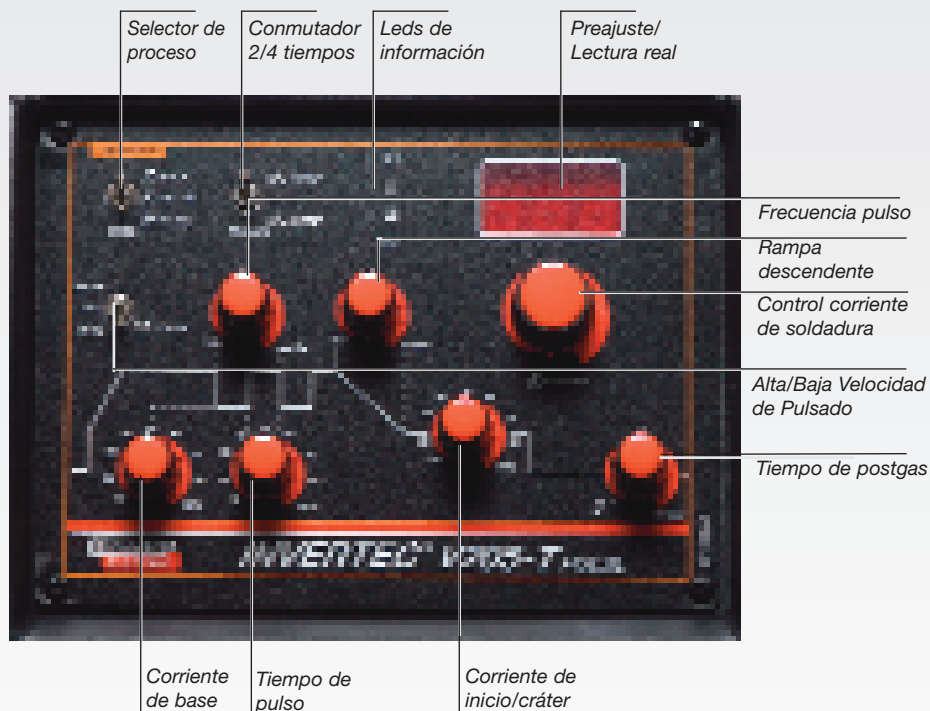 Selector de
proceso
Conmutador
2/4 tiempos
Leds de
información
Preajuste/
Lectura real
Frecuencia pulso
Rampa
descendente
Control corriente
de soldadura
Alta/Baja Velocidad
de Pulsado
Tiempo de postgas
INVERTEC V205-T
Corriente
de base
Tiempo de
pulso
Corriente de
inicio/cráter